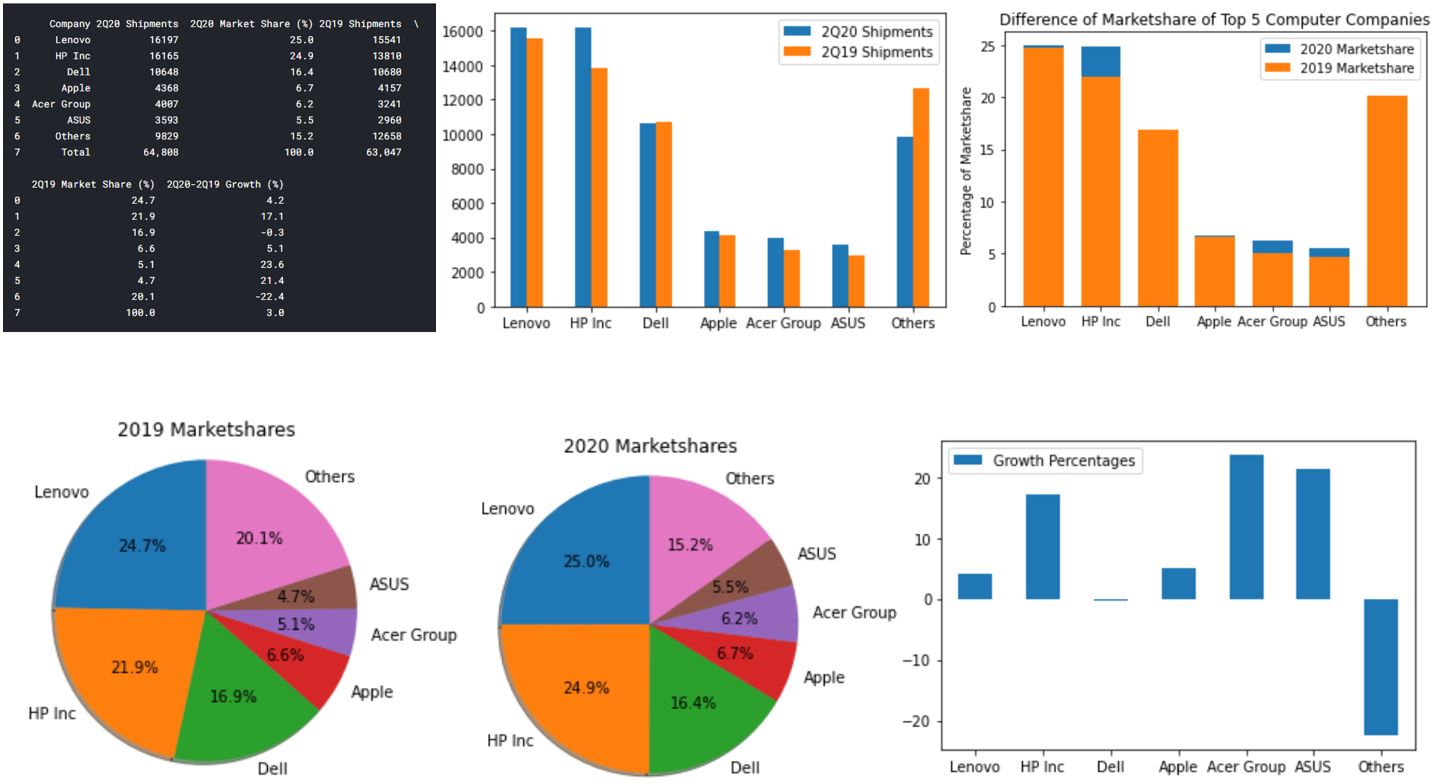 Company 2Q20 Shipments 2Q20 Market Share (%) 2Q19 Shipments \
0 Lenovo 16197 25.0 15541
1 HP Inc 16165 24.9 13810
2 Dell 10648 16.4 10680
3 Apple 4368 6.7 4157
4 Acer Group 4007 6.2 3241
5 ASUS 3593 5.5 2960
6 Others 9829 15.2 12658
7 Total 64,808 100.0 63,047
2Q19 Market Share (%) 2Q20-2Q19 Growth (%)
0 24.7 4.2
1 21.9 17.1
2 16.9 -0.3
3 6.6 5.1
4 5.1 23.6
5 4.7 21.4
6 20.1 -22.4
7 100.0 3.0
2Q20 Shipments
2Q19 Shipments
16000
14000
12000
10000
8000
6000
4000
2000
0
Lenovo HP Inc Dell Apple Acer Group ASUS Others
Difference of Marketshare of Top 5 Computer Companies
2020 Marketshare
2019 Marketshare
Percentage of Marketshare
25
20
15
10
5
0
Lenovo HP Inc Dell Apple Acer Group ASUS Others
2019 Marketshares
Others
Lenovo
24.7%
20.1%
ASUS
4.7%
5.1%
Acer Group
6.6%
21.9%
16.9%
Apple
HP Inc
Dell
2020 Marketshares
Others
Lenovo
15.2%
ASUS
25.0%
5.5%
Acer Group
6.2%
6.7%
Apple
24.9%
16.4%
HP Inc
Dell
Growth Percentages
20
10
0
−10
−20
Lenovo HP Inc Dell Apple Acer Group ASUS Others